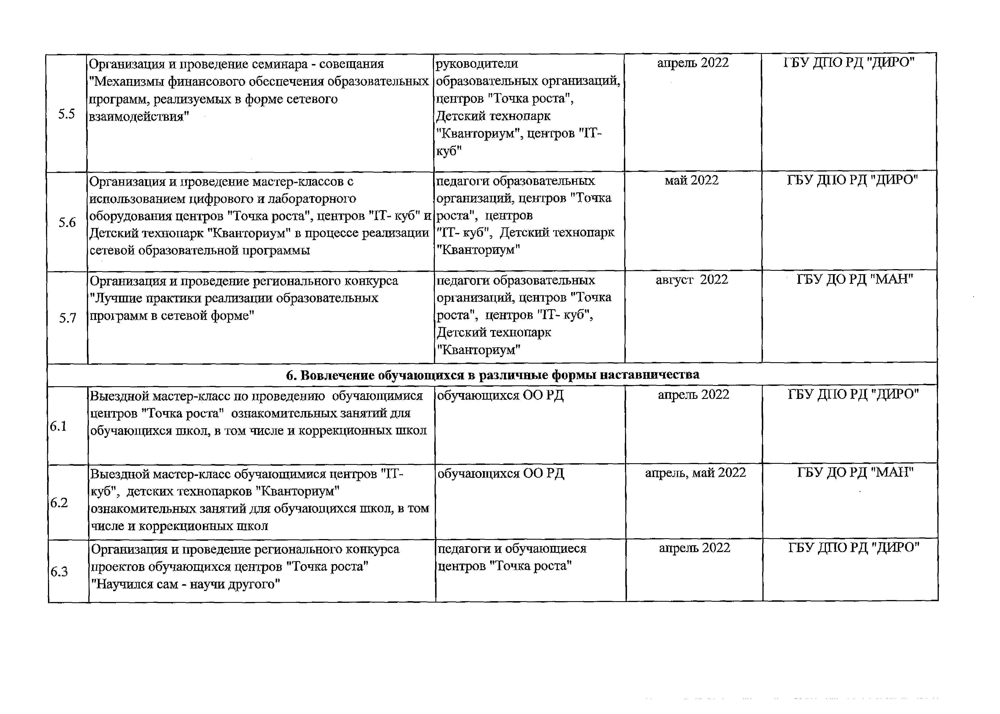 5.5
Организация и проведение семинара - совещания
"Механизмы финансового обеспечения образовательных
программ, реализуемых в форме сетевого
взаимодействия"
руководители
образовательных организаций,
центров "Точка роста",
Детский технопарк
"Кванториум", центров "IT-
куб"
апрель 2022
ГБУ ДПО РД "ДИРО"
5.6
Организация и проведение мастер-классов с
использованием цифрового и лабораторного
оборудования центров "Точка роста", центров "IT- куб" и
Детский технопарк "Кванториум" в процессе реализации
сетевой образовательной программы
педагоги образовательных
организаций, центров "Точка
роста",  центров
"IT- куб",  Детский технопарк
"Кванториум"
май 2022
ГБУ ДПО РД "ДИРО"
5.7
Организация и проведение регионального конкурса
"Лучшие практики реализации образовательных
программ в сетевой форме"
педагоги образовательных
организаций, центров "Точка
роста",  центров "IT- куб",
Детский технопарк
"Кванториум"
август  2022
ГБУ ДО РД "МАН"
6. Вовлечение обучающихся в различные формы наставничества
6.1
Выездной мастер-класс по проведению  обучающимися
центров "Точка роста"  ознакомительных занятий для
обучающихся школ, в том числе и коррекционных школ
обучающихся ОО РД
апрель 2022
ГБУ ДПО РД "ДИРО"
6.2
Выездной мастер-класс обучающимися центров "IT-
куб",  детских технопарков "Кванториум"
ознакомительных занятий для обучающихся школ, в том
числе и коррекционных школ
обучающихся ОО РД
апрель, май 2022
ГБУ ДО РД "МАН"
6.3
Организация и проведение регионального конкурса
проектов обучающихся центров "Точка роста"
"Научился сам - научи другого"
педагоги и обучающиеся
центров "Точка роста"
апрель 2022
ГБУ ДПО РД "ДИРО"